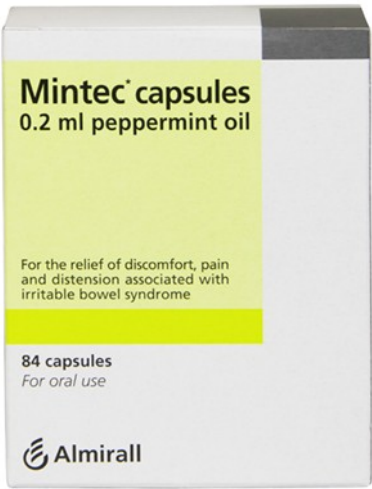 Mintec* capsules
0.2 ml peppermint oil
For the relief of discomfort, pain
and distension associated with
irritable bowel syndrome
84 capsules
For oral use
Almirall